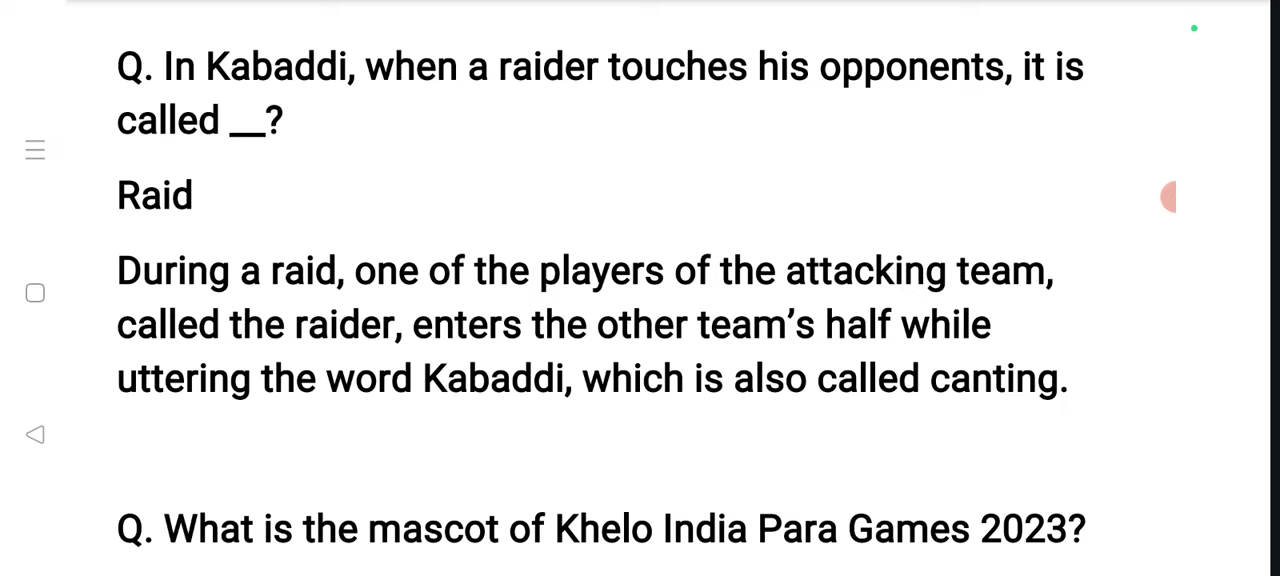 Q. In Kabaddi, when a raider touches his opponents, it is
called __?
Raid
During a raid, one of the players of the attacking team,
called the raider, enters the other team’s half while
uttering the word Kabaddi, which is also called canting.
Q. What is the mascot of Khelo India Para Games 2023?